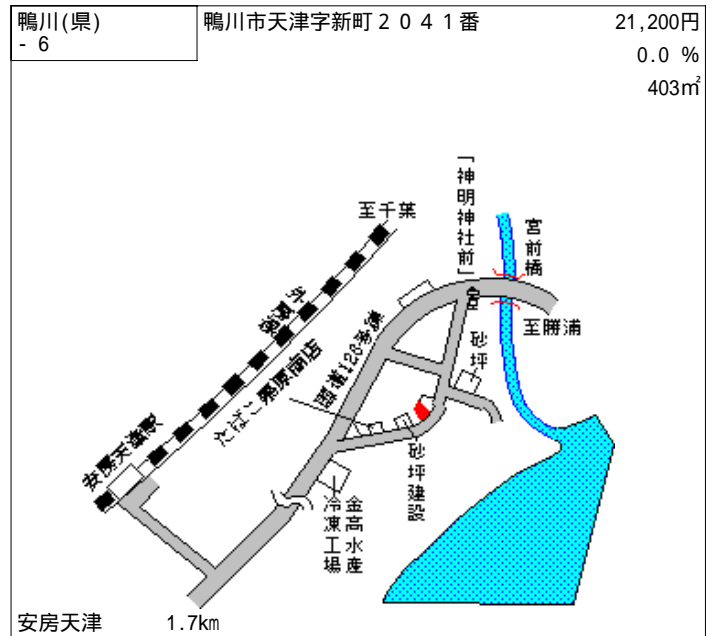 鴨川(県)
- 6
鴨川市天津字新町２０４１番
21,200円
0.0 %
403㎡
「神明神社前」
至千葉
宮前橋
外房線
国道128号線
至勝浦
砂坪
たばこ栗原商店
安房天津駅
砂坪建設
金高水産
冷凍工場
安房天津 1.7km